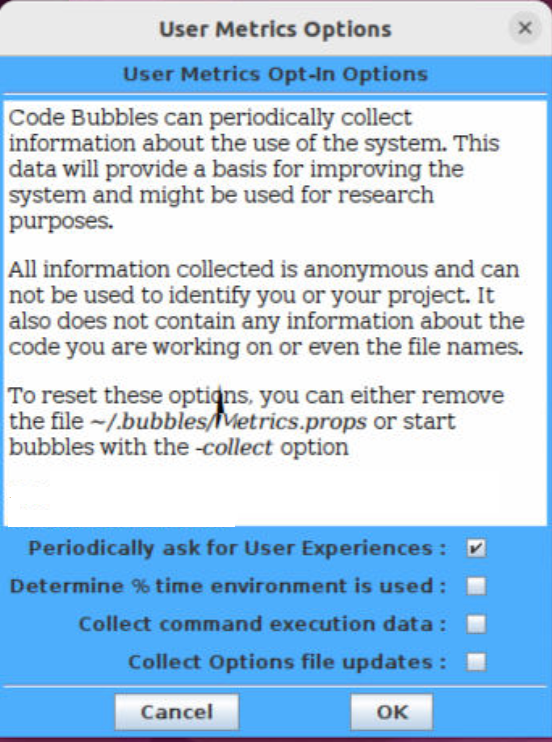 User Metrics Options
User Metrics Opt-In Options
Code Bubbles can periodically collect
information about the use of the system. This
data will provide a basis for improving the
system and might be used for research
purposes.
All information collected is anonymous and can
not be used to identify you or your project. It
also does not contain any information about the
code you are working on or even the file names.
To reset these options, you can either remove
the file ~/.bubbles/Metrics.props or start
bubbles with the -collect option
Periodically ask for User Experiences :
Determine % time environment is used :
Collect command execution data :
Collect Options file updates :
Cancel OK